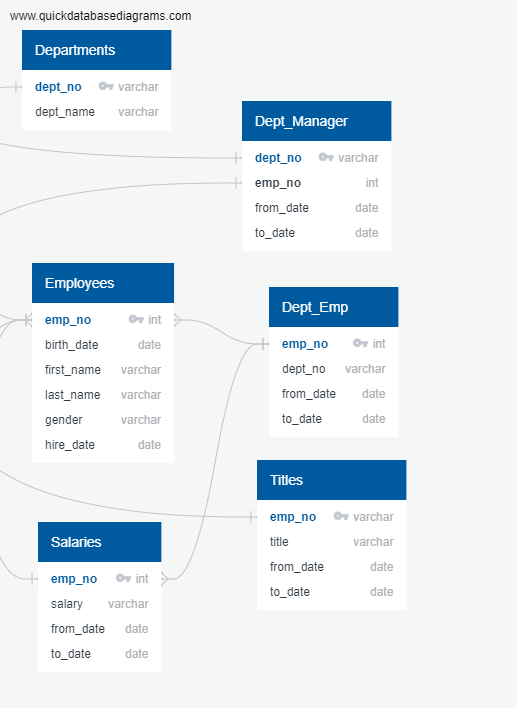 www.quickdatabasediagrams.com
Departments
dept_no varchar
dept_name varchar
Dept_Manager
dept_no varchar
emp_no int
from_date date
to_date date
Employees
emp_no int
birth_date date
first_name varchar
last_name varchar
gender varchar
hire_date date
Dept_Emp
emp_no int
dept_no varchar
from_date date
to_date date
Titles
emp_no varchar
title varchar
from_date date
to_date date
Salaries
emp_no int
salary varchar
from_date date
to_date date